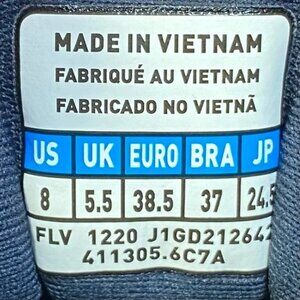 MADE IN VIETNAM
FABRIQUÉ AU VIETNAM
FABRICADO NO VIETNÃ
US UK EURO BRA JP
8 5.5 38.5 37 24.5
FLV 1220 J1GD212642
411305.6C7A